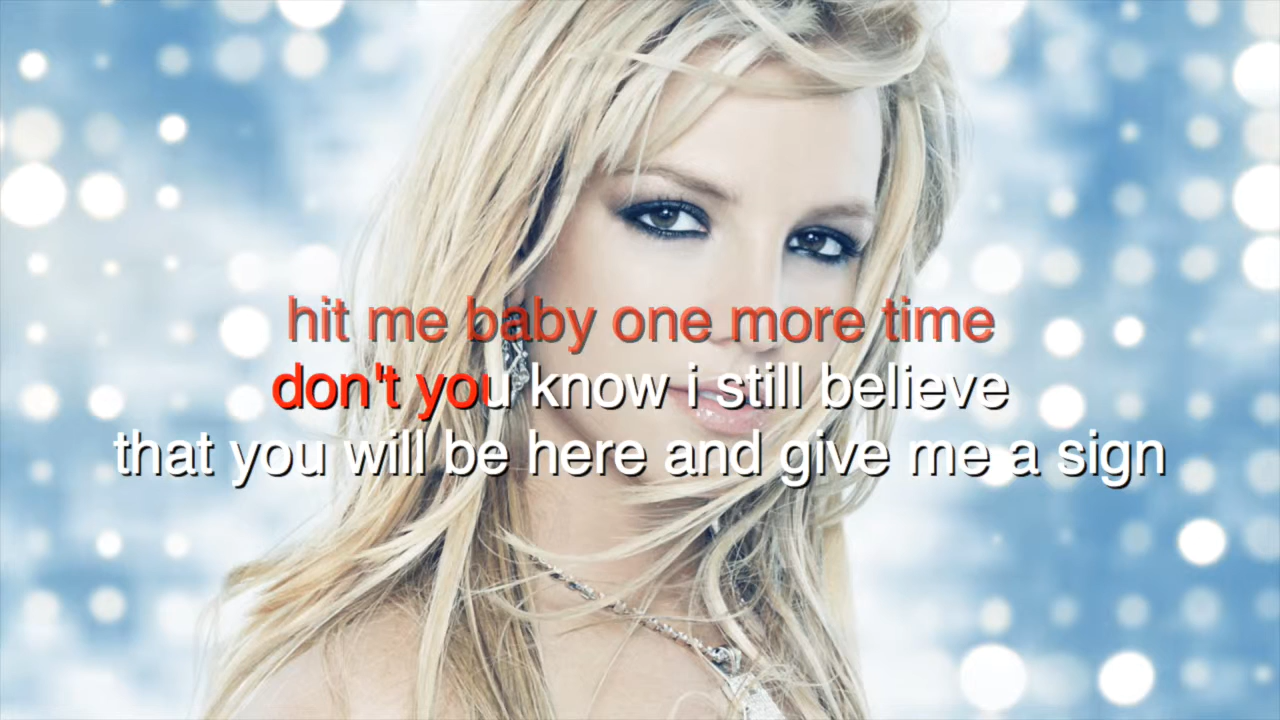 hit me baby one more time
don't you know i still believe
that you will be here and give me a sign